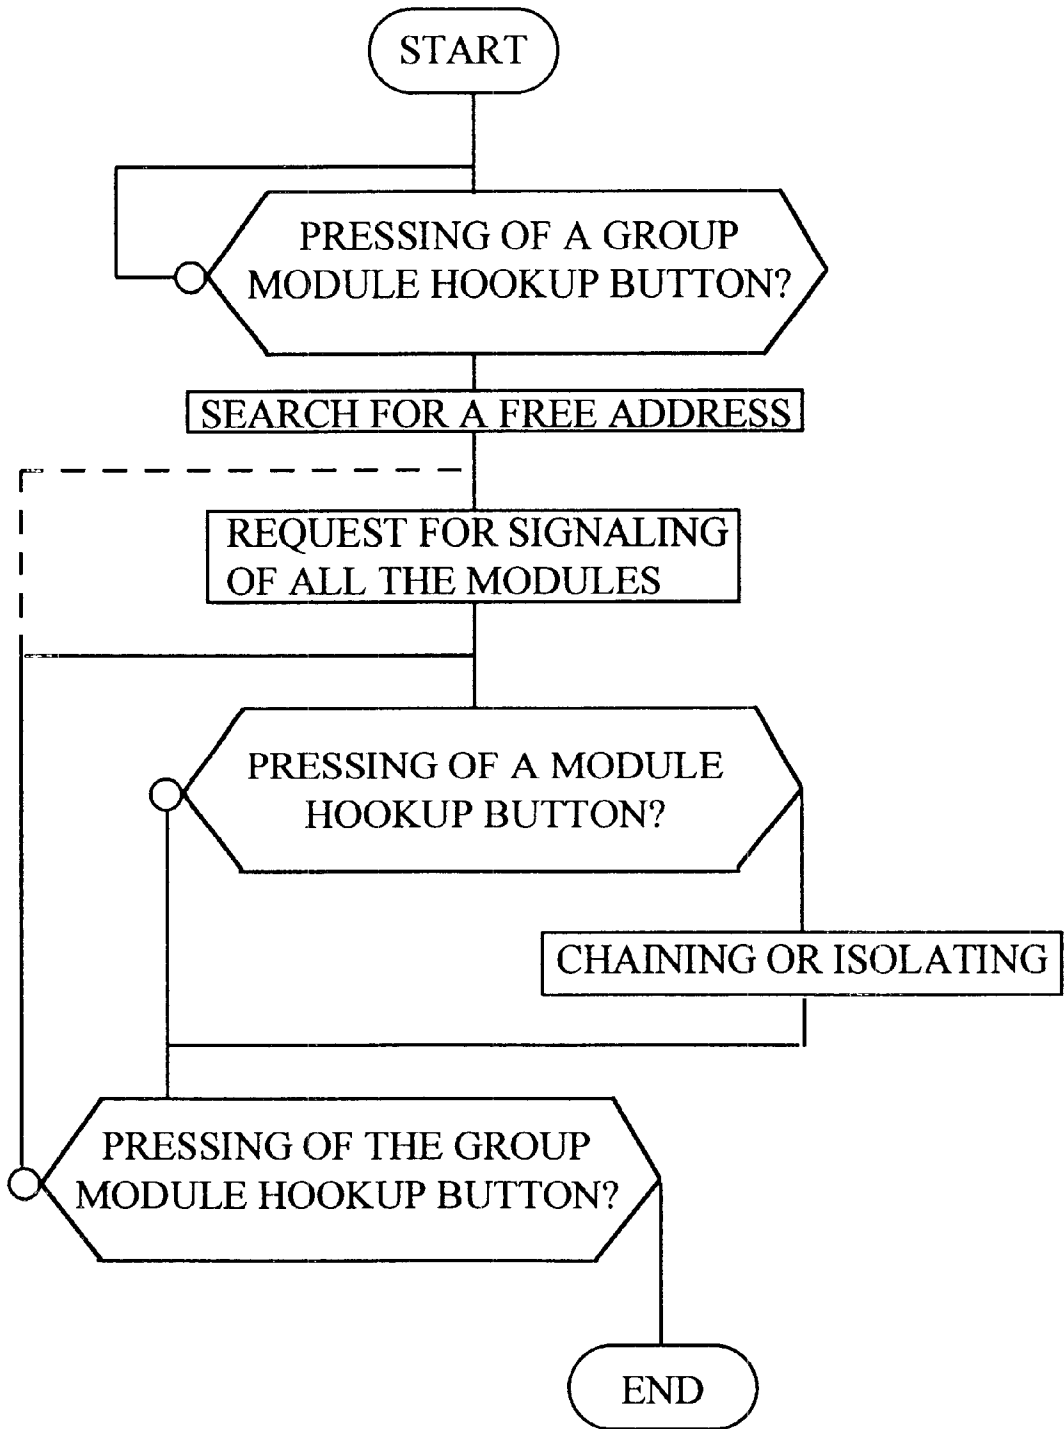 START
PRESSING OF A GROUP
MODULE HOOKUP BUTTON?
SEARCH FOR A FREE ADDRESS
REQUEST FOR SIGNALING
OF ALL THE MODULES
PRESSING OF A MODULE
HOOKUP BUTTON?
CHAINING OR ISOLATING
PRESSING OF THE GROUP
MODULE HOOKUP BUTTON?
END